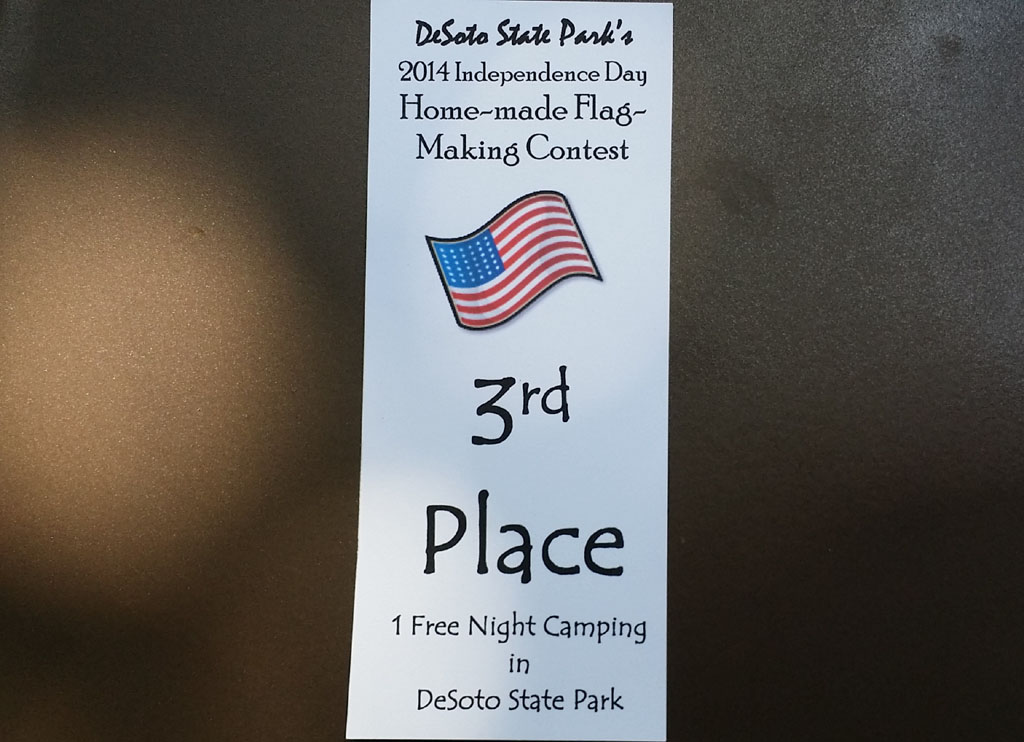 DeSoto State Park's
2014 Independence Day
Home-made Flag-
Making Contest
3rd
Place
1 Free Night Camping
in
DeSoto State Park